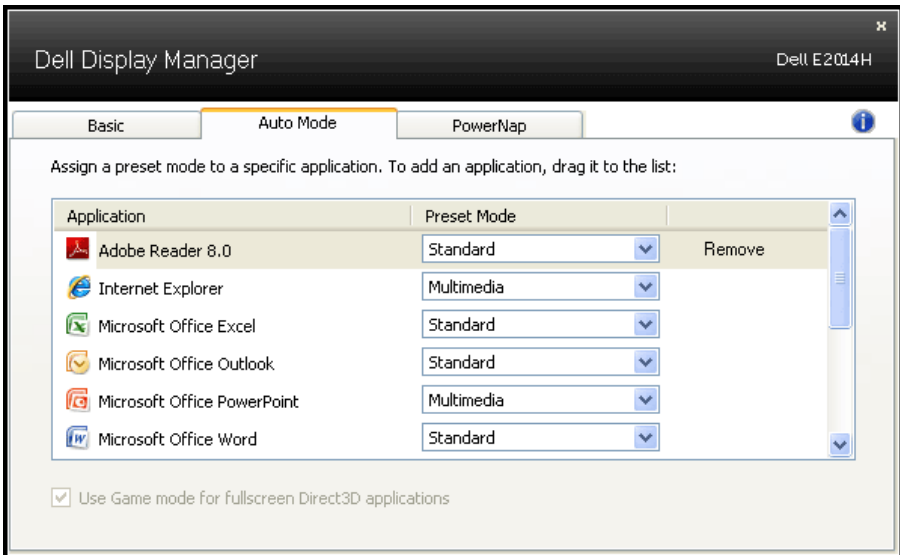 x
Dell Display Manager
Dell E2014H
Basic
Auto Mode
PowerNap
i
Assign a preset mode to a specific application. To add an application, drag it to the list:
Application Preset Mode
Adobe Reader 8.0 Standard Remove
Internet Explorer Multimedia
Microsoft Office Excel Standard
Microsoft Office Outlook Standard
Microsoft Office PowerPoint Multimedia
Microsoft Office Word Standard
Use Game mode for fullscreen Direct3D applications